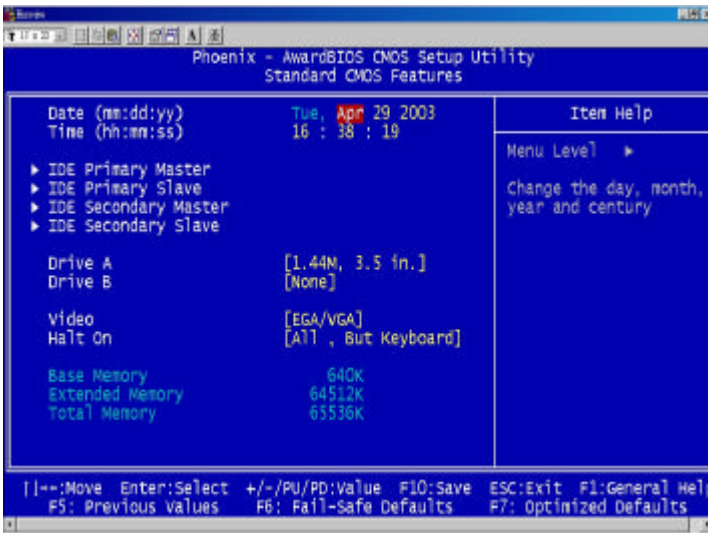 Phoenix - AwardBIOS CMOS Setup Utility
Standard CMOS Features
Date (mm:dd:yy) Tue, Apr 29 2003
Time (hh:mm:ss) 16 : 38 : 19
IDE Primary Master
IDE Primary Slave
IDE Secondary Master
IDE Secondary Slave
Drive A [1.44M, 3.5 in.]
Drive B [None]
Video [EGA/VGA]
Halt On [All , But Keyboard]
Base Memory 640K
Extended Memory 64512K
Total Memory 65536K
Item Help
Menu Level
Change the day, month,
year and century
:Move Enter:Select +/-/PU/PD:Value F10:Save ESC:Exit F1:General Hel
F5: Previous Values F6: Fail-Safe Defaults F7: Optimized Defaults